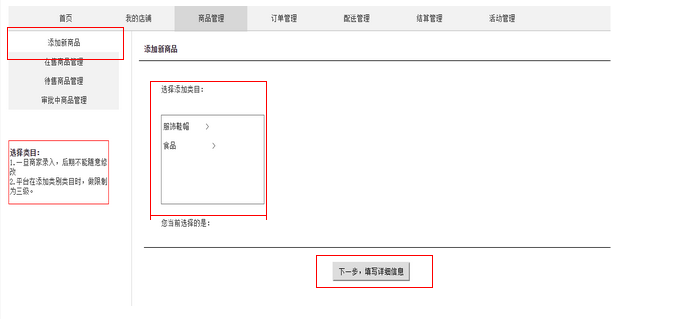 首页 我的店铺 商品管理 订单管理 配送管理 结算管理 活动管理
添加新商品
在售商品管理
待售商品管理
审批中商品管理
选择类目:
1.一旦商家录入，后期不能随意修
改
2.平台在添加类别类目时，做限制
为三级。
添加新商品
选择添加类目:
服饰鞋帽 >
食品 >
您当前选择的是:
下一步，填写详细信息